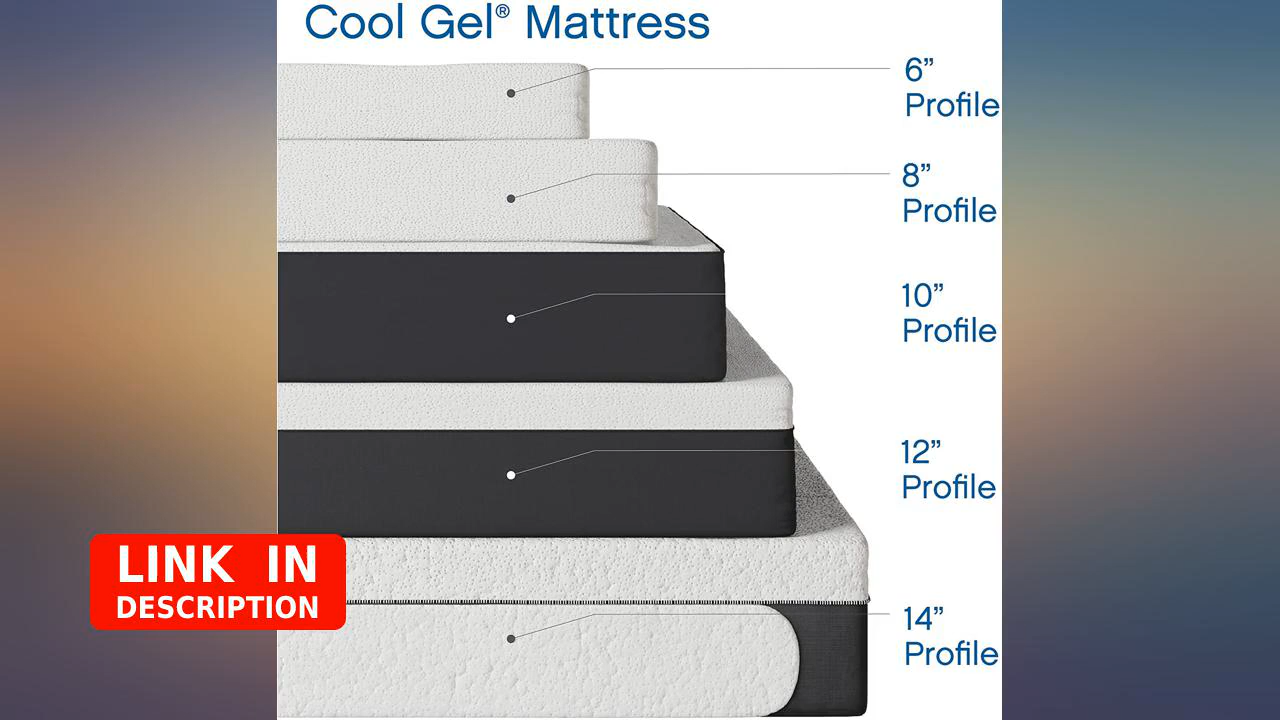 Cool Gel® Mattress
6”
Profile
8”
Profile
10”
Profile
12”
Profile
14”
Profile
LINK IN
DESCRIPTION